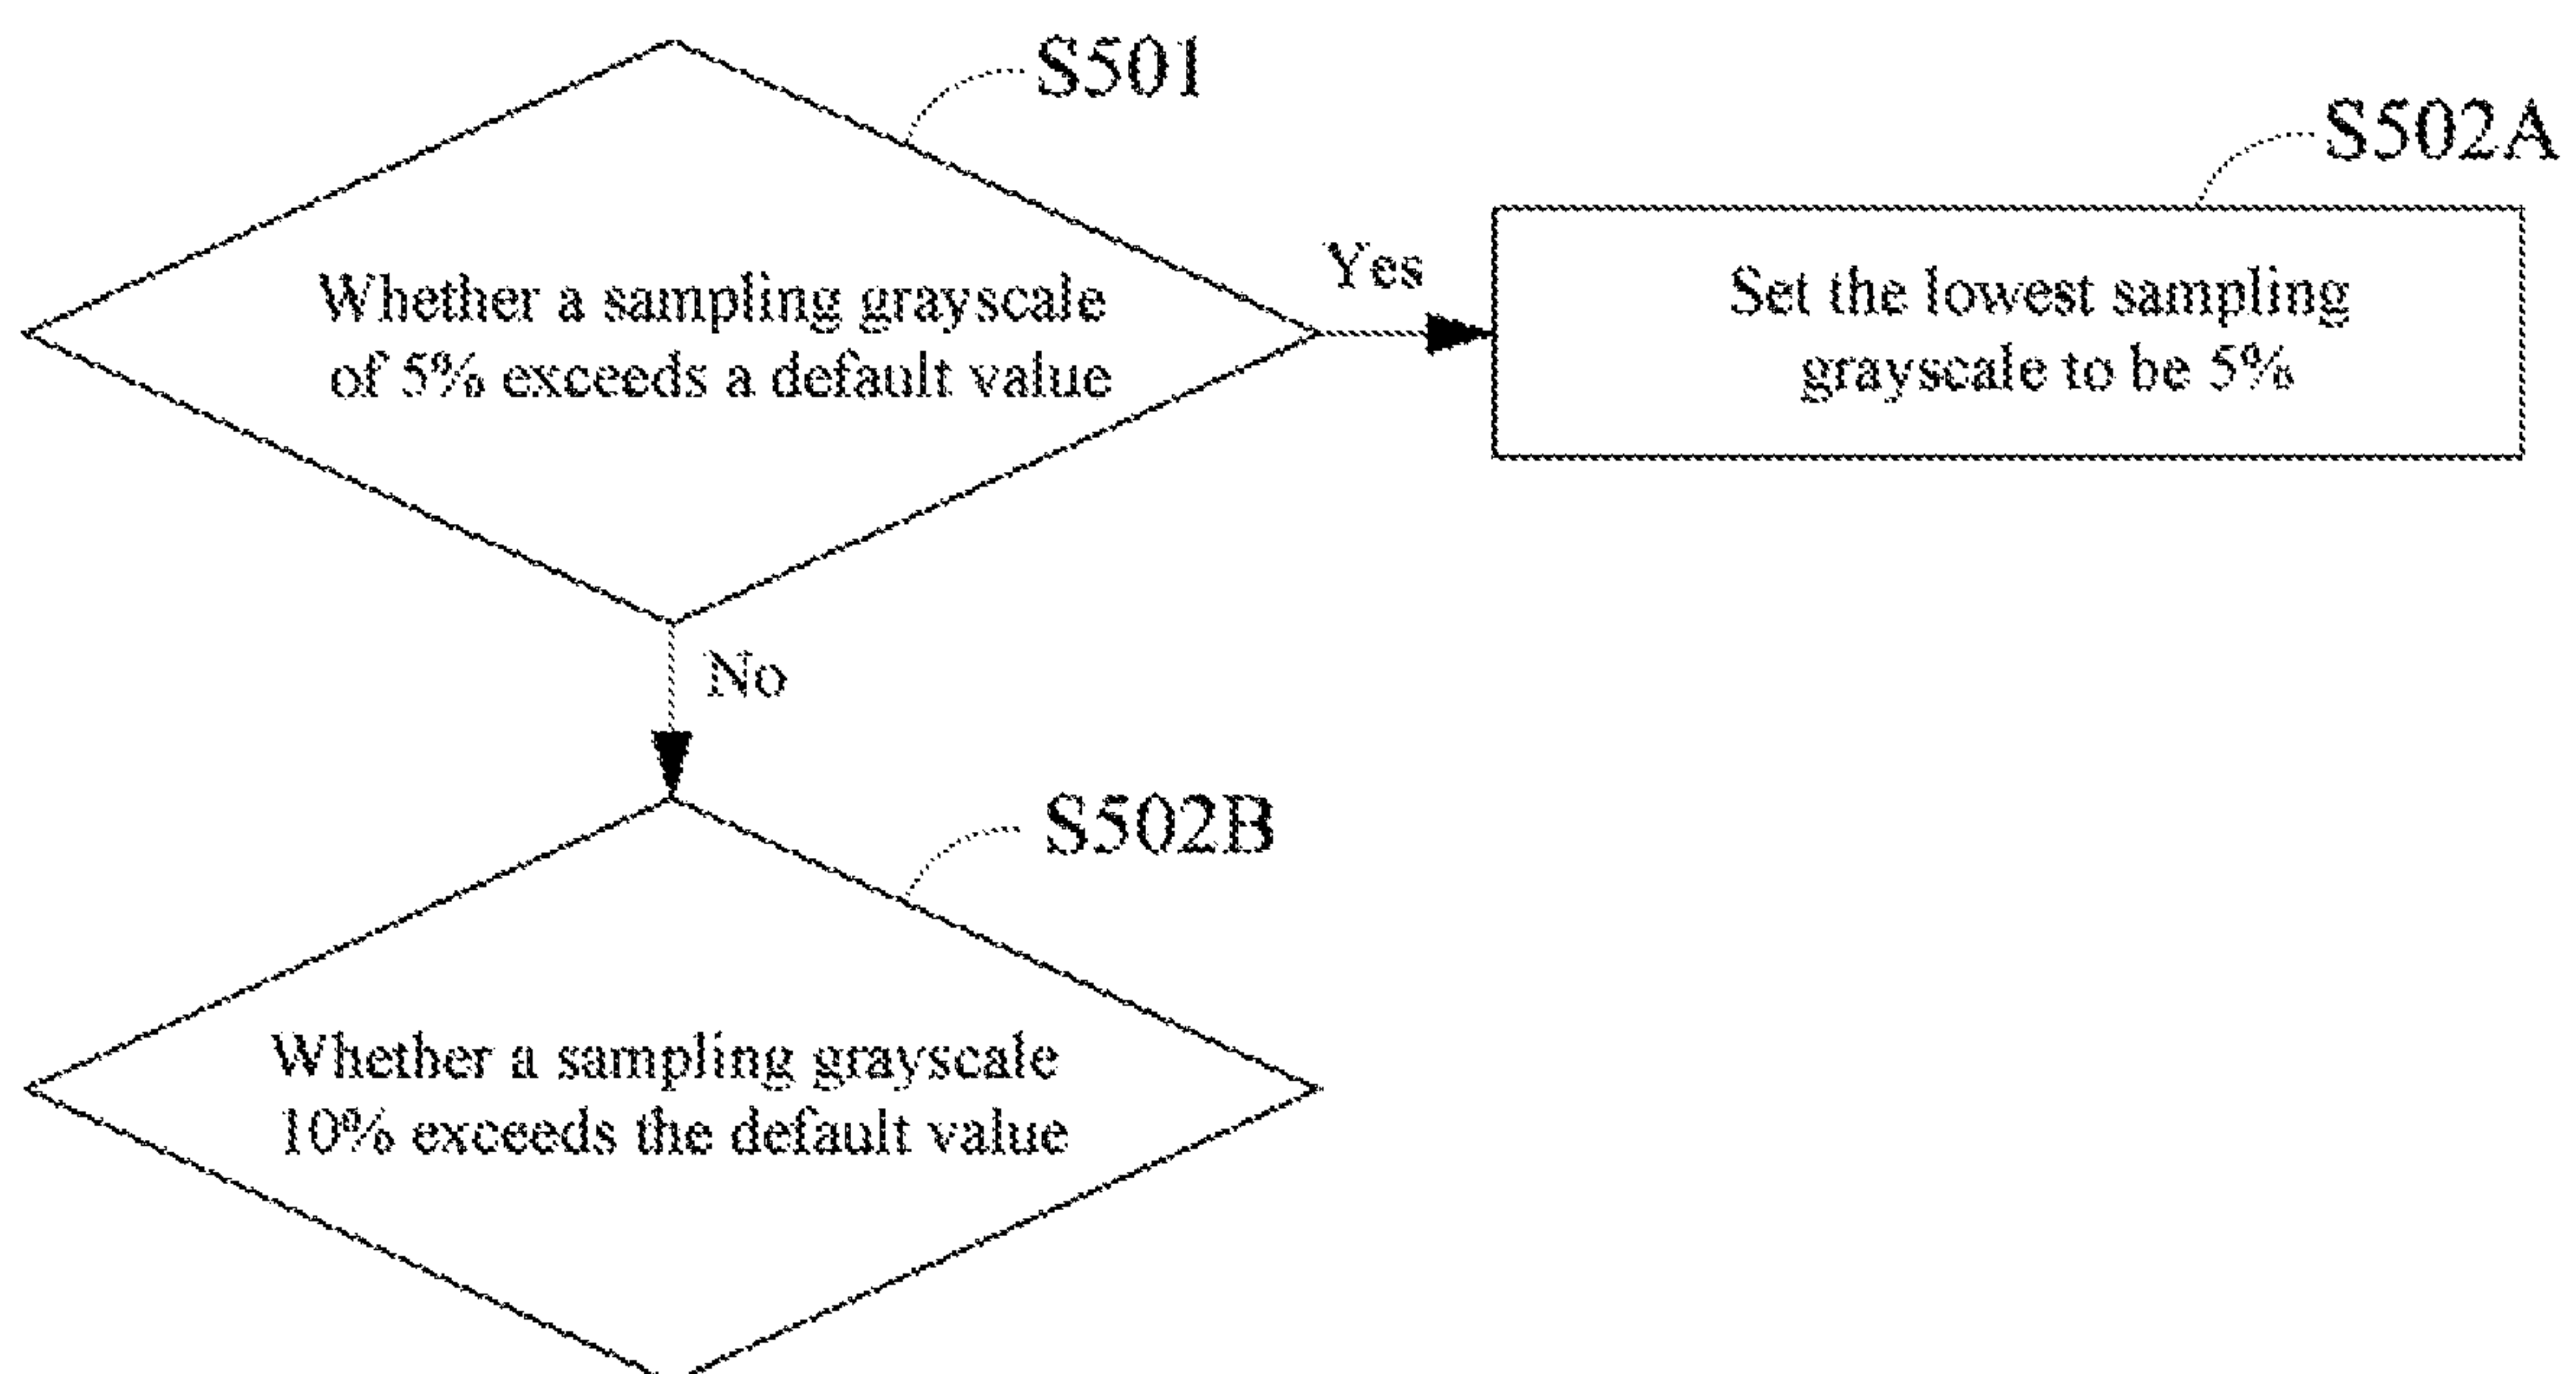 S501
S502A
Whether a sampling grayscale
of 5% exceeds a default value
Yes
Set the lowest sampling
grayscale to be 5%
No
S502B
Whether a sampling grayscale
10% exceeds the default value